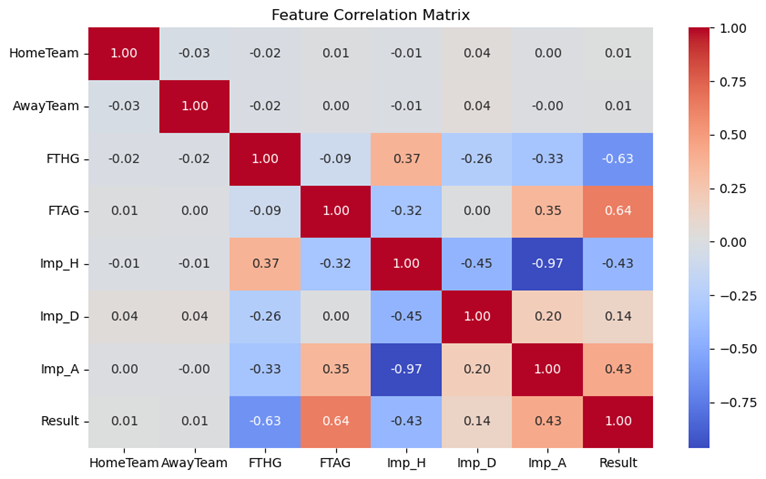 Feature Correlation Matrix
HomeTeam 1.00 -0.03 -0.02 0.01 -0.01 0.04 0.00 0.01
AwayTeam -0.03 1.00 -0.02 0.00 -0.01 0.04 -0.00 0.01
FTHG -0.02 -0.02 1.00 -0.09 0.37 -0.26 -0.33 -0.63
FTAG 0.01 0.00 -0.09 1.00 -0.32 0.00 0.35 0.64
Imp_H -0.01 -0.01 0.37 -0.32 1.00 -0.45 -0.97 -0.43
Imp_D 0.04 0.04 -0.26 0.00 -0.45 1.00 0.20 0.14
Imp_A 0.00 -0.00 -0.33 0.35 -0.97 0.20 1.00 0.43
Result 0.01 0.01 -0.63 0.64 -0.43 0.14 0.43 1.00
HomeTeam AwayTeam FTHG FTAG Imp_H Imp_D Imp_A Result
1.00
0.75
0.50
0.25
0.00
−0.25
−0.50
−0.75